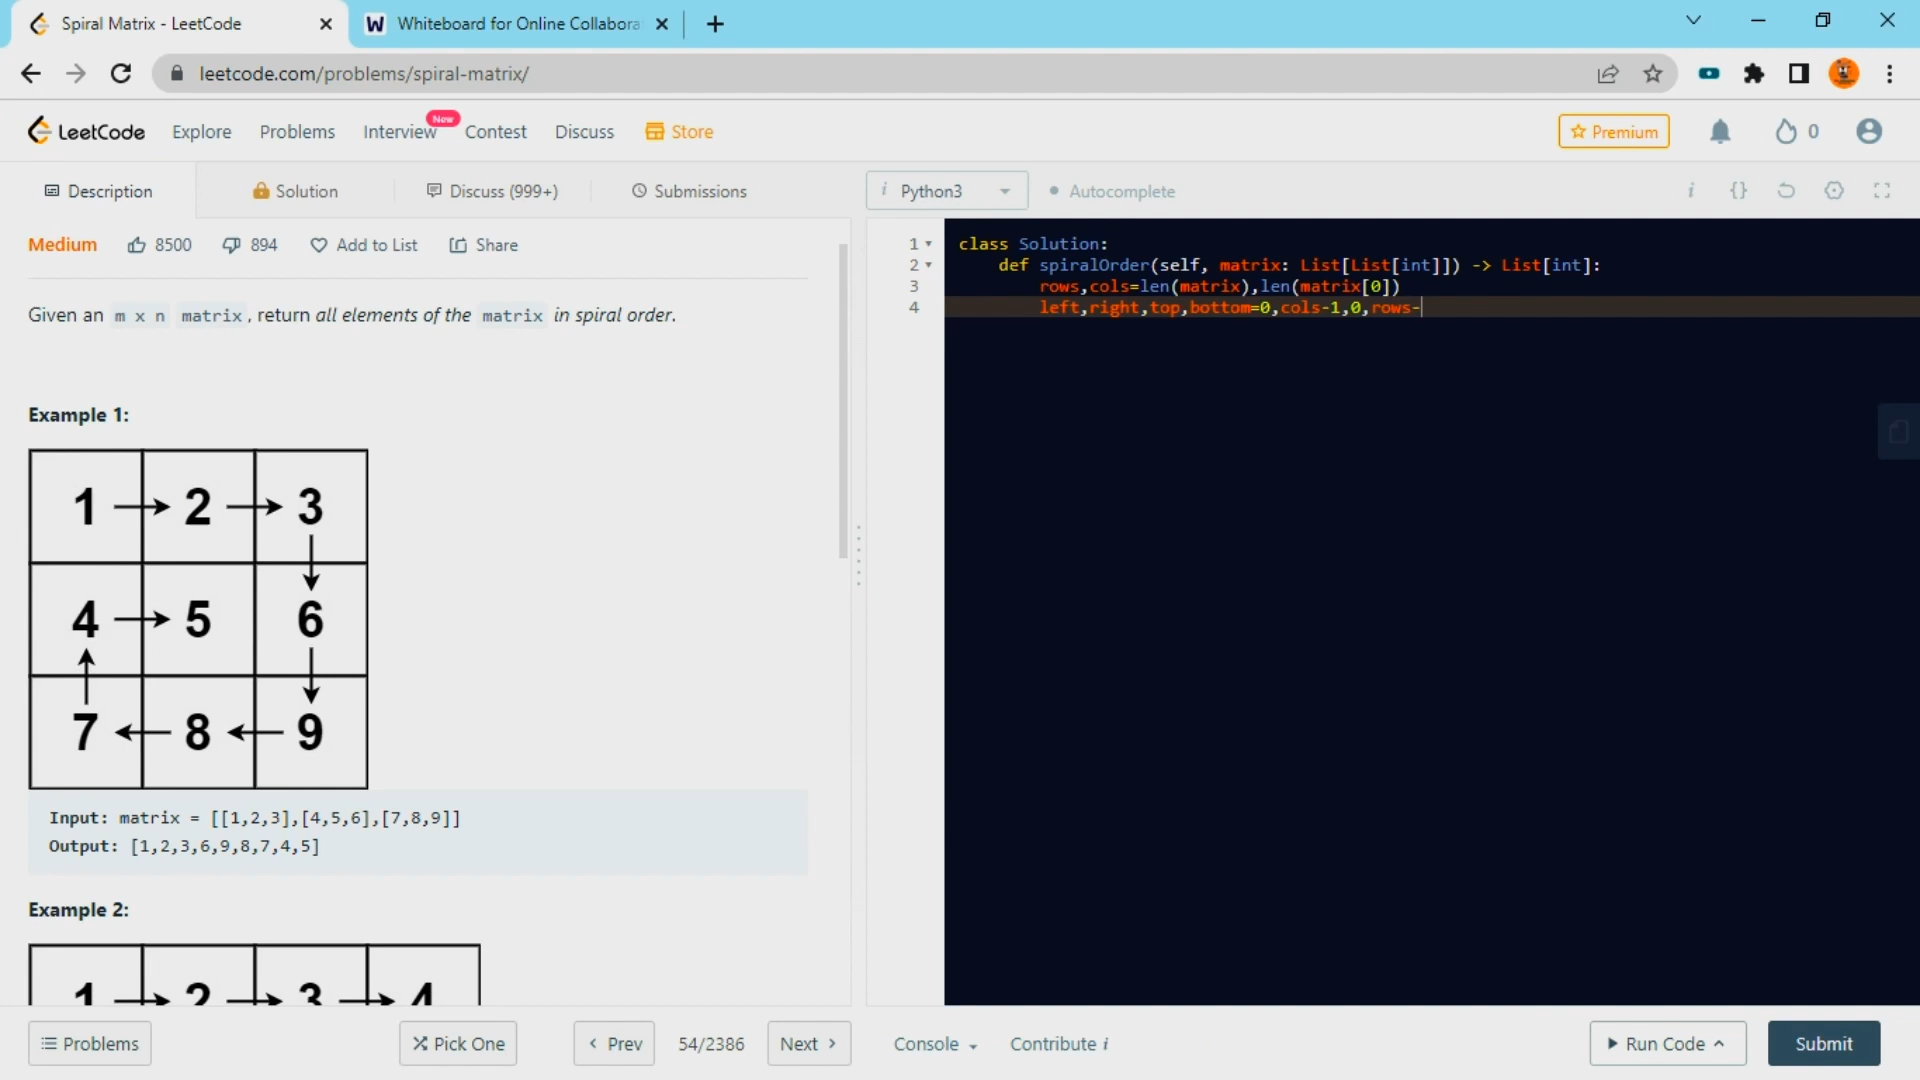 Spiral Matrix - LeetCode
W Whiteboard for Online Collabora
leetcode.com/problems/spiral-matrix/
LeetCode Explore Problems Interview New Contest Discuss Store
Premium 0
Description Solution Discuss (999+) Submissions
Python3 Autocomplete
i {}
Medium 8500 894 Add to List Share
Given an m x n matrix, return all elements of the matrix in spiral order.
Example 1:
1 2 3
4 5 6
7 8 9
Input: matrix = [[1,2,3],[4,5,6],[7,8,9]]
Output: [1,2,3,6,9,8,7,4,5]
Example 2:
1 2 3 4
1 class Solution:
2 def spiralOrder(self, matrix: List[List[int]]) -> List[int]:
3 rows,cols=len(matrix),len(matrix[0])
4 left,right,top,bottom=0,cols-1,0,rows-
Problems Pick One Prev 54/2386 Next Console Contribute i Run Code Submit